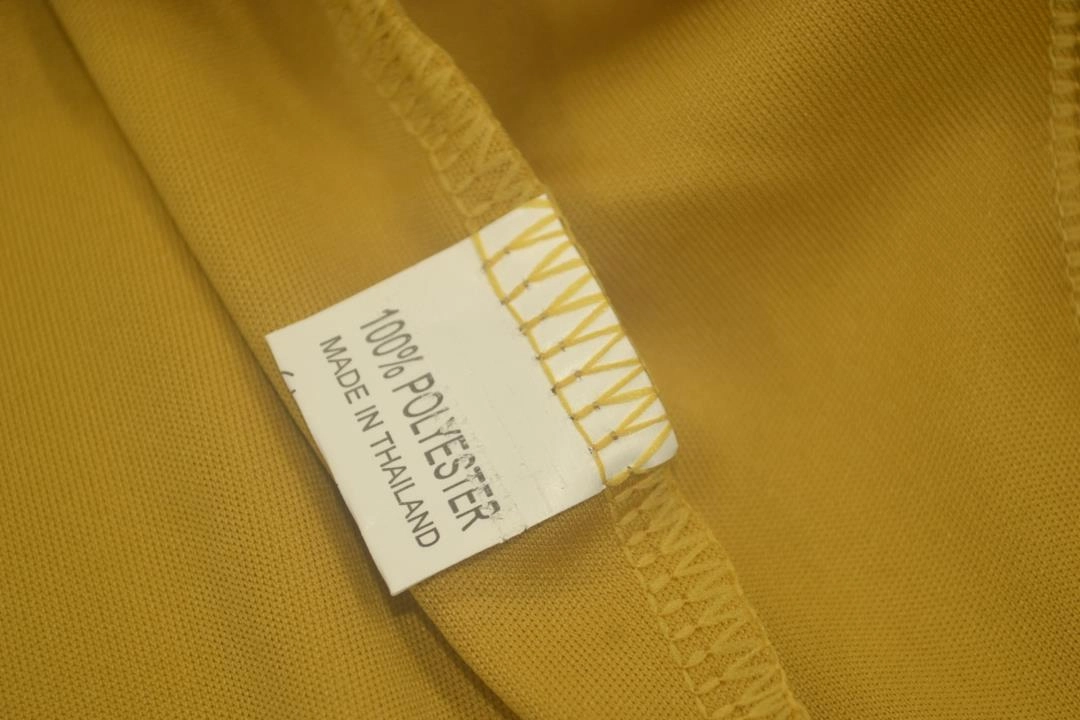 100% POLYESTER
MADE IN THAILAND